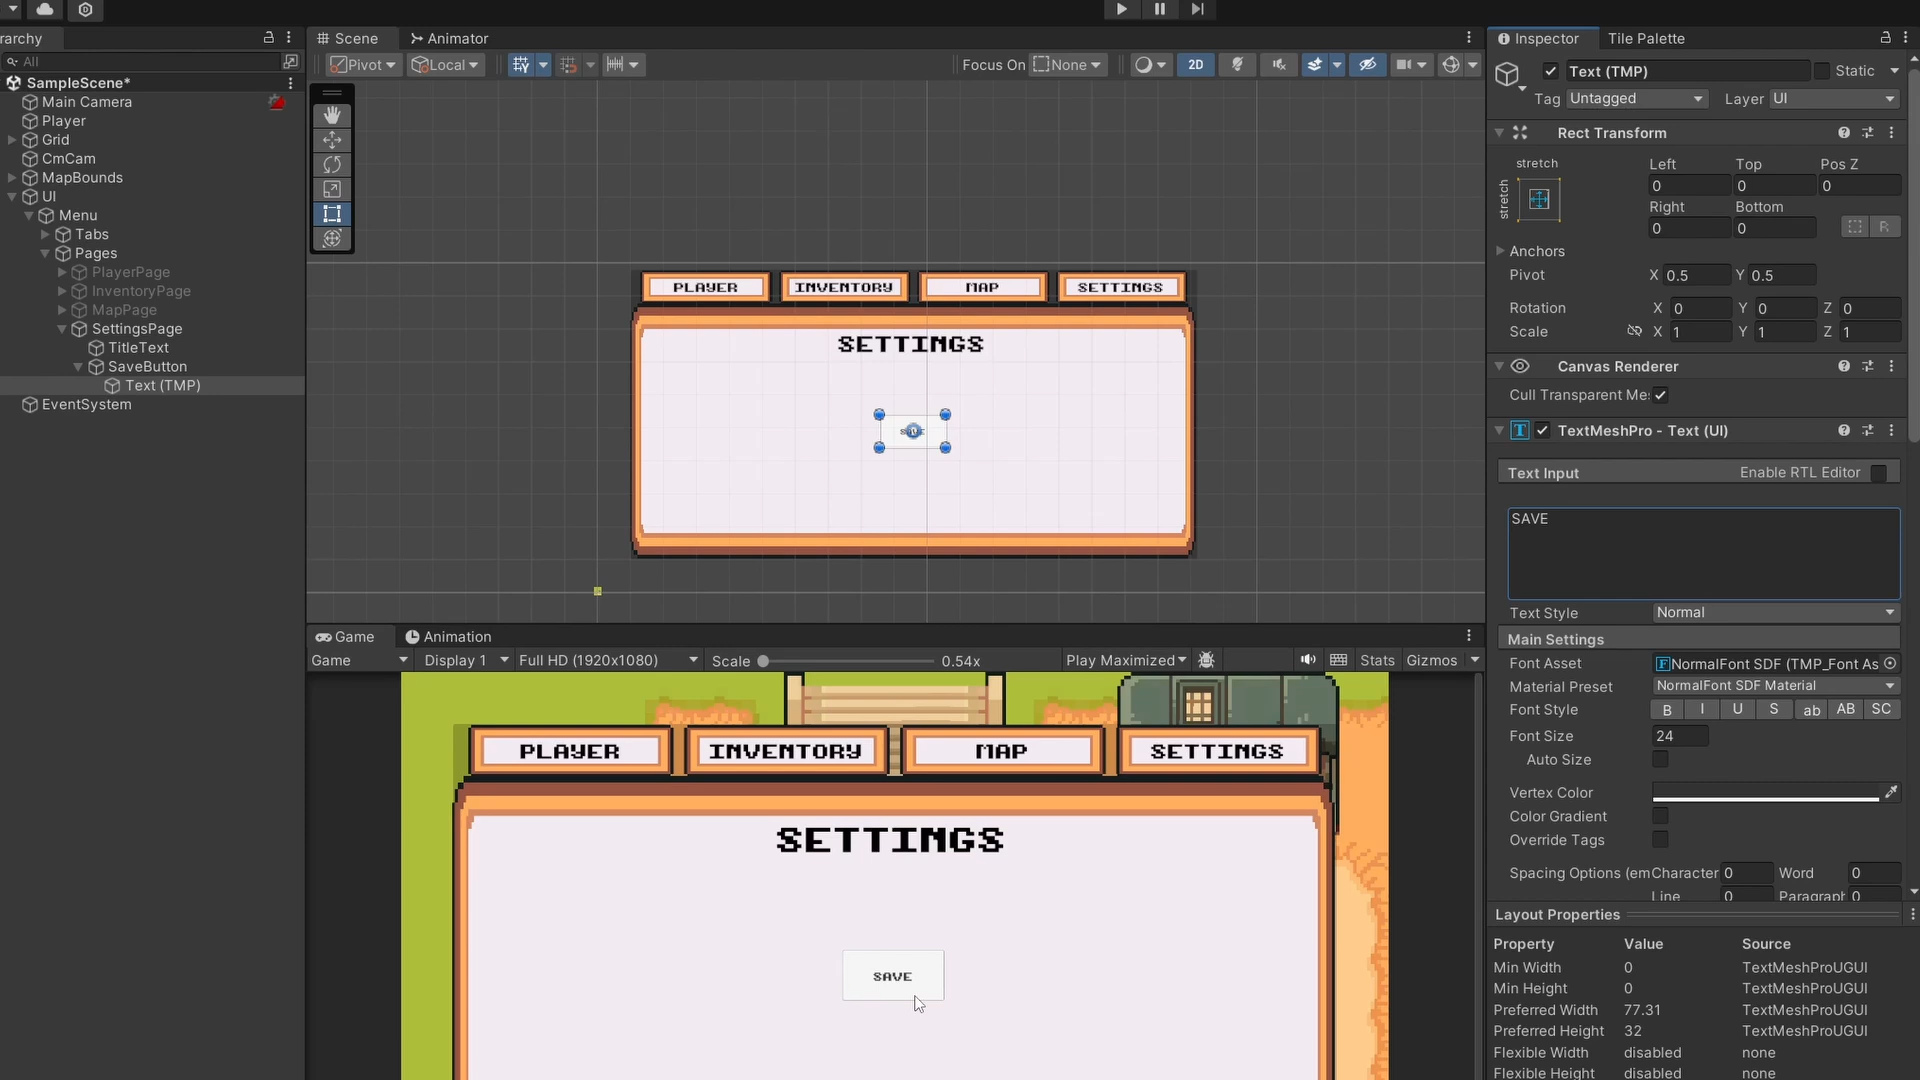 rarchy
All
SampleScene*
Main Camera
Player
Grid
CmCam
MapBounds
UI
Menu
Tabs
Pages
PlayerPage
InventoryPage
MapPage
SettingsPage
TitleText
SaveButton
Text (TMP)
EventSystem
Scene
Animator
Pivot
Local
Focus On
None
2D
PLAYER
INVENTORY
MAP
SETTINGS
SETTINGS
Game
Animation
Game
Display 1
Full HD (1920x1080)
Scale
0.54x
Play Maximized
Stats
Gizmos
PLAYER
INVENTORY
MAP
SETTINGS
SETTINGS
SAVE
Inspector
Tile Palette
Text (TMP)
Static
Tag
Untagged
Layer
UI
Rect Transform
stretch
Left
Top
Pos Z
stretch
0
0
0
Right
Bottom
0
0
R
Anchors
Pivot
X 0.5
Y 0.5
Rotation
X 0
Y 0
Z 0
Scale
X 1
Y 1
Z 1
Canvas Renderer
Cull Transparent Me:
TextMeshPro - Text (UI)
Text Input
Enable RTL Editor
SAVE
Text Style
Normal
Main Settings
Font Asset
NormalFont SDF (TMP_Font As
Material Preset
NormalFont SDF Material
Font Style
B I U S ab AB SC
Font Size
24
Auto Size
Vertex Color
Color Gradient
Override Tags
Spacing Options (em
Character 0
Word 0
Line 0
Paragraph 0
Layout Properties
Property Value Source
Min Width 0 TextMeshProUGUI
Min Height 0 TextMeshProUGUI
Preferred Width 77.31 TextMeshProUGUI
Preferred Height 32 TextMeshProUGUI
Flexible Width disabled none
Flexible Height disabled none